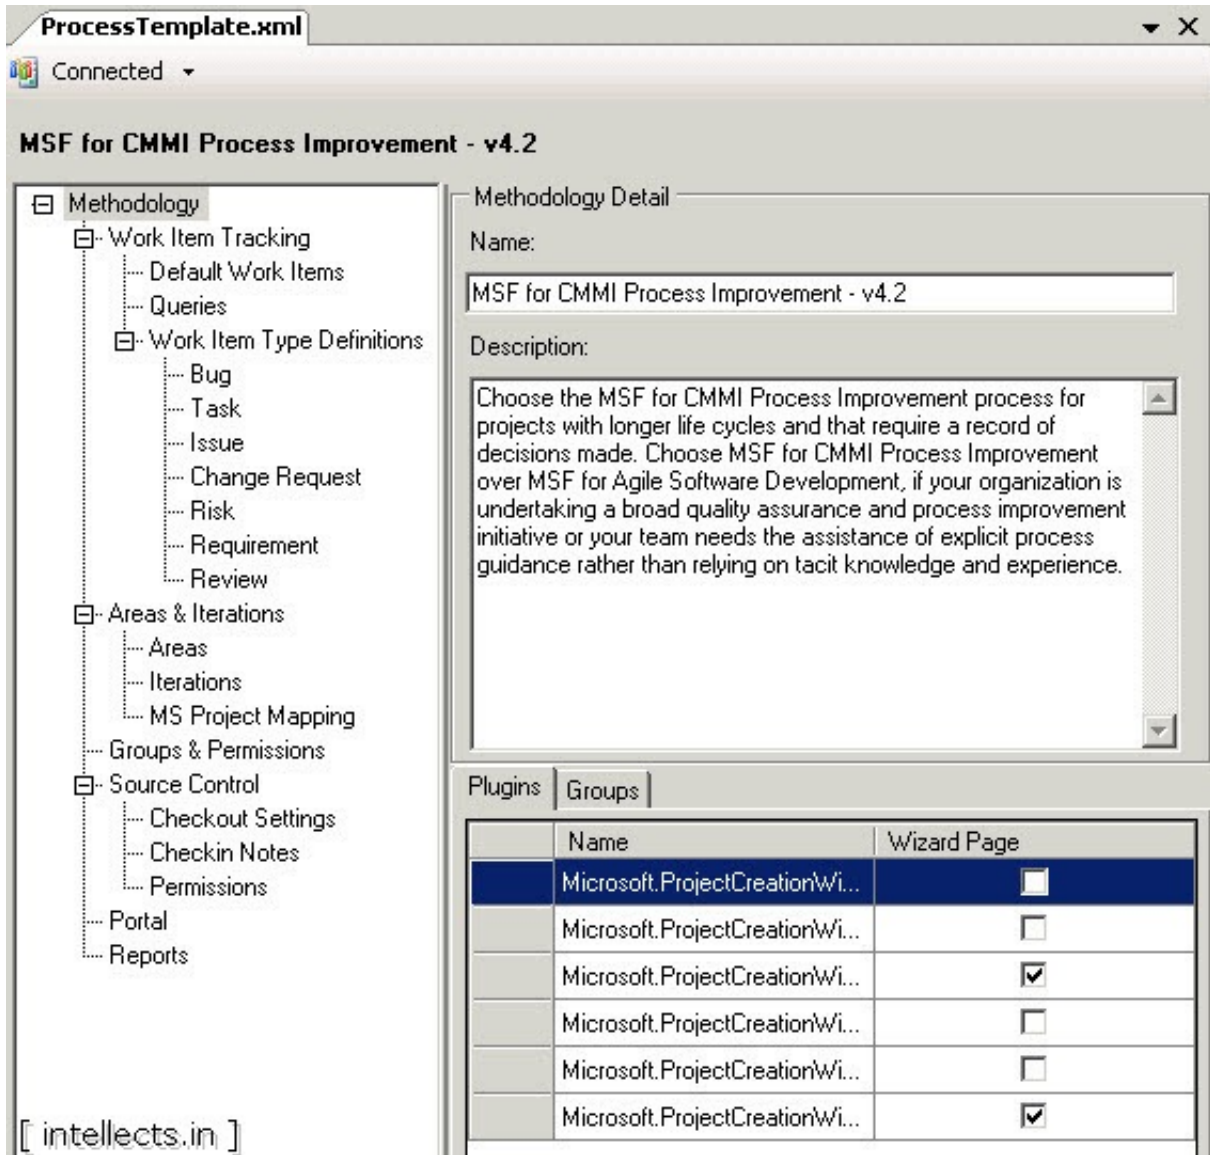 ProcessTemplate.xml
Connected
MSF for CMMI Process Improvement - v4.2
Methodology
Work Item Tracking
Default Work Items
Queries
Work Item Type Definitions
Bug
Task
Issue
Change Request
Risk
Requirement
Review
Areas & Iterations
Areas
Iterations
MS Project Mapping
Groups & Permissions
Source Control
Checkout Settings
Checkin Notes
Permissions
Portal
Reports
[ intellects.in ]
Methodology Detail
Name:
MSF for CMMI Process Improvement - v4.2
Description:
Choose the MSF for CMMI Process Improvement process for
projects with longer life cycles and that require a record of
decisions made. Choose MSF for CMMI Process Improvement
over MSF for Agile Software Development, if your organization is
undertaking a broad quality assurance and process improvement
initiative or your team needs the assistance of explicit process
guidance rather than relying on tacit knowledge and experience.
Plugins Groups
Name Wizard Page
Microsoft.ProjectCreationWi...
Microsoft.ProjectCreationWi...
Microsoft.ProjectCreationWi...
Microsoft.ProjectCreationWi...
Microsoft.ProjectCreationWi...
Microsoft.ProjectCreationWi...